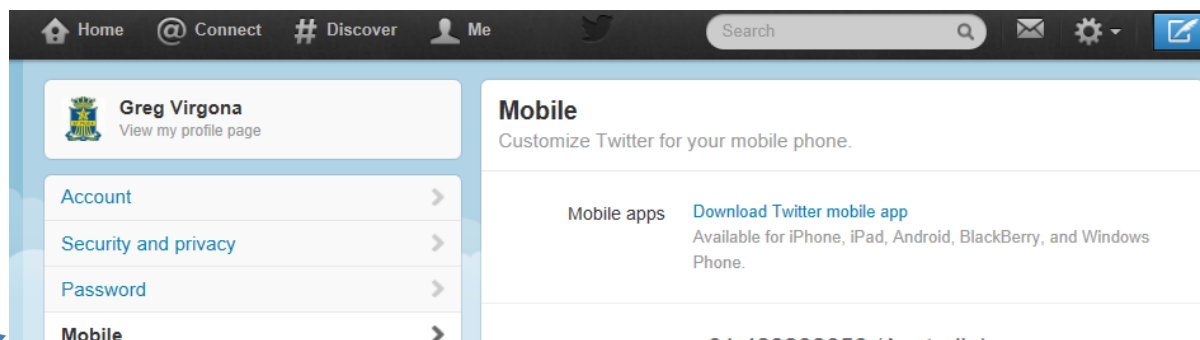 Home @ Connect # Discover Me Search
Greg Virgona
View my profile page
Account
Security and privacy
Password
Mobile
Mobile
Customize Twitter for your mobile phone.
Mobile apps
Download Twitter mobile app
Available for iPhone, iPad, Android, BlackBerry, and Windows
Phone.